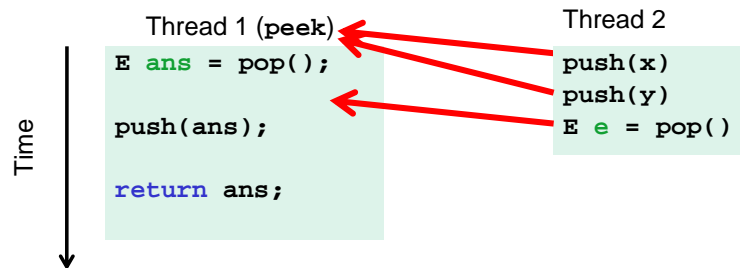 Thread 1 (peek)
E ans = pop();
push(ans);
return ans;
Thread 2
push(x)
push(y)
E e = pop()
Time